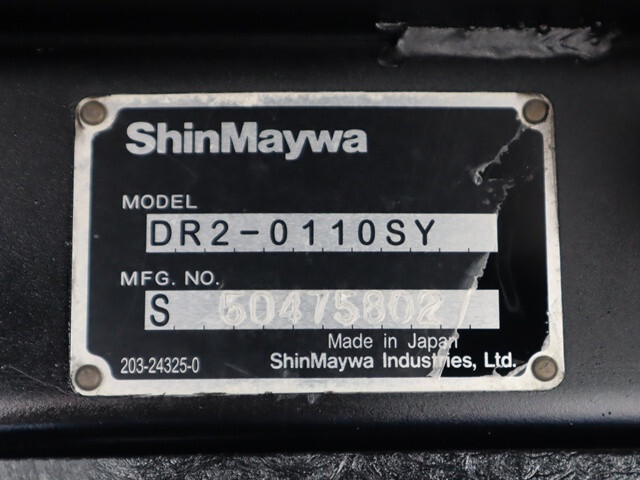 ShinMaywa
MODEL
DR2-0110SY
MFG. NO.
S 50475802
Made in Japan
203-24325-0
ShinMaywa Industries, Ltd.